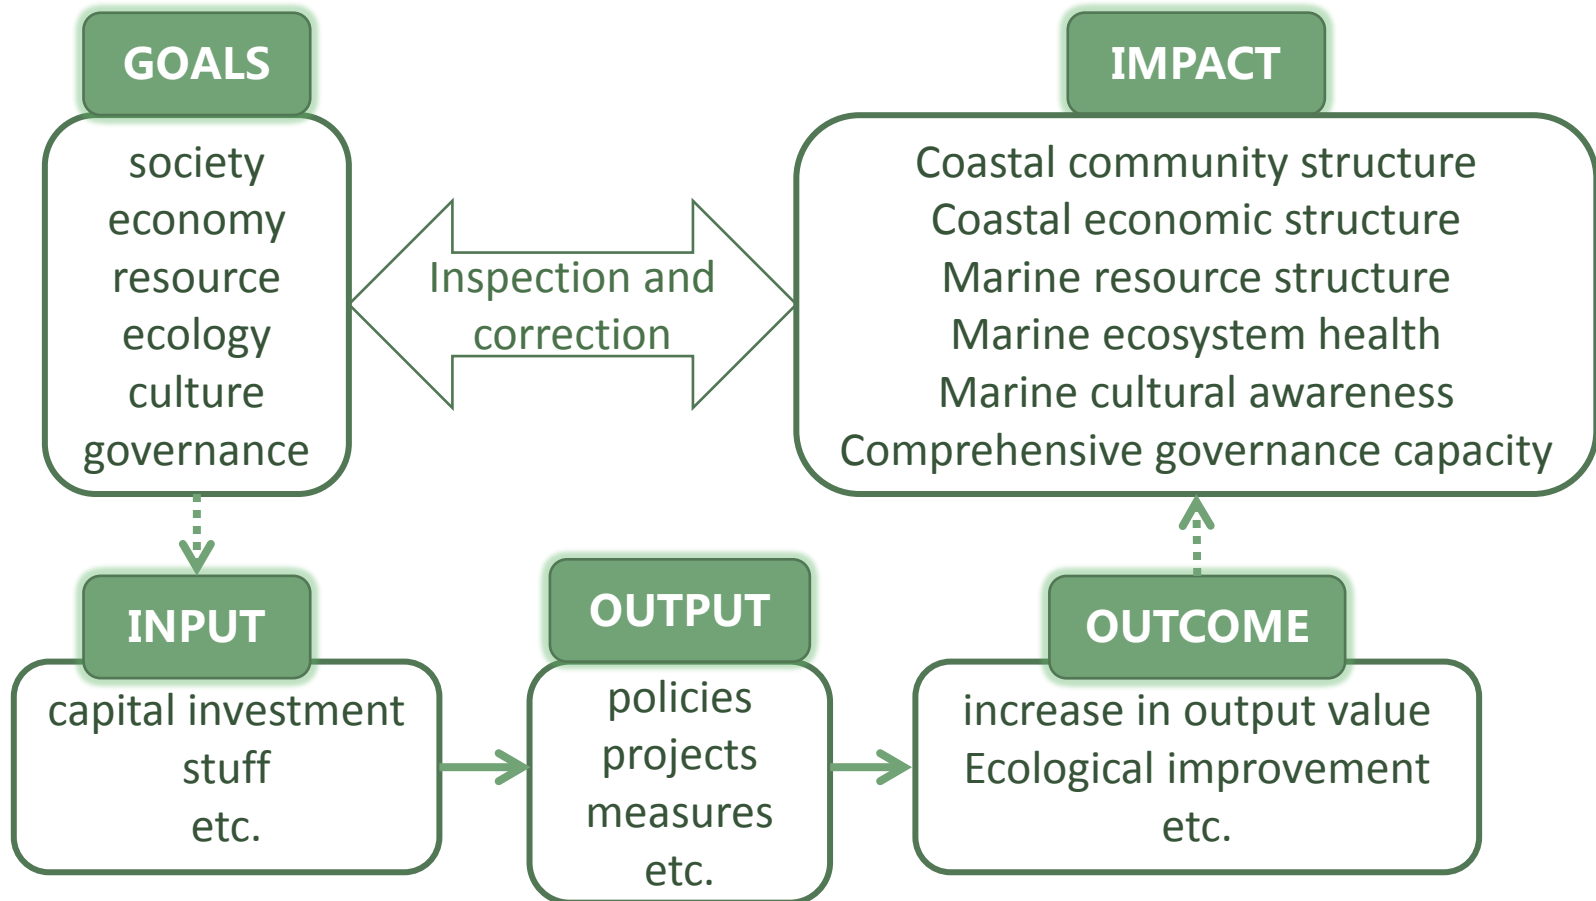 GOALS
society
economy
resource
ecology
culture
governance
Inspection and
correction
IMPACT
Coastal community structure
Coastal economic structure
Marine resource structure
Marine ecosystem health
Marine cultural awareness
Comprehensive governance capacity
INPUT
capital investment
stuff
etc.
OUTPUT
policies
projects
measures
etc.
OUTCOME
increase in output value
Ecological improvement
etc.